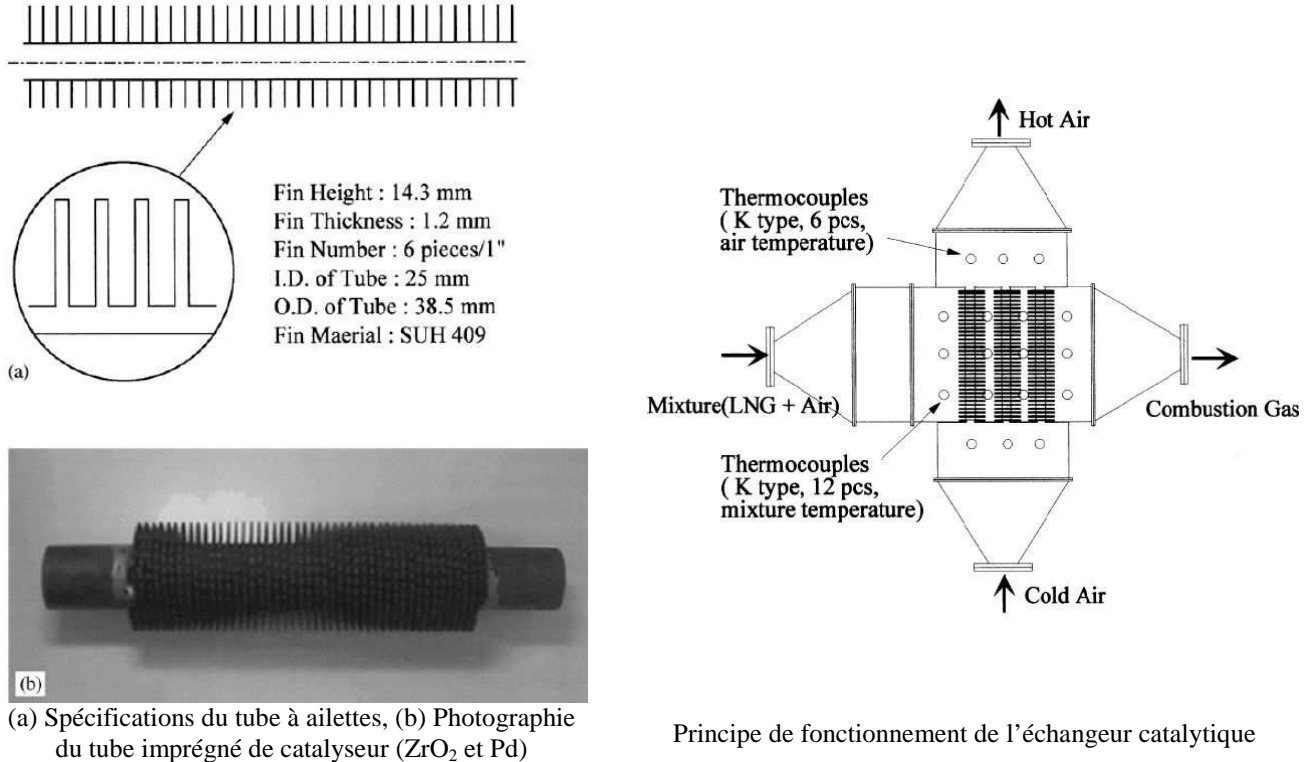 Fin Height : 14.3 mm
Fin Thickness : 1.2 mm
Fin Number : 6 pieces/1"
I.D. of Tube : 25 mm
O.D. of Tube : 38.5 mm
Fin Maerial : SUH 409
(a)
(b)
(a) Spécifications du tube à ailettes, (b) Photographie
du tube imprégné de catalyseur (ZrO₂ et Pd)
Hot Air
Thermocouples
( K type, 6 pcs,
air temperature)
Mixture(LNG + Air)
Combustion Gas
Thermocouples
( K type, 12 pcs,
mixture temperature)
Cold Air
Principe de fonctionnement de l’échangeur catalytique